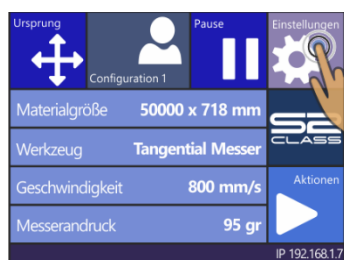 Ursprung
Configuration 1
Pause
Einstellungen
Materialgröße 50000 x 718 mm
Werkzeug Tangential Messer
Geschwindigkeit 800 mm/s
Messerandruck 95 gr
S2
CLASS
Aktionen
IP 192.168.1.7